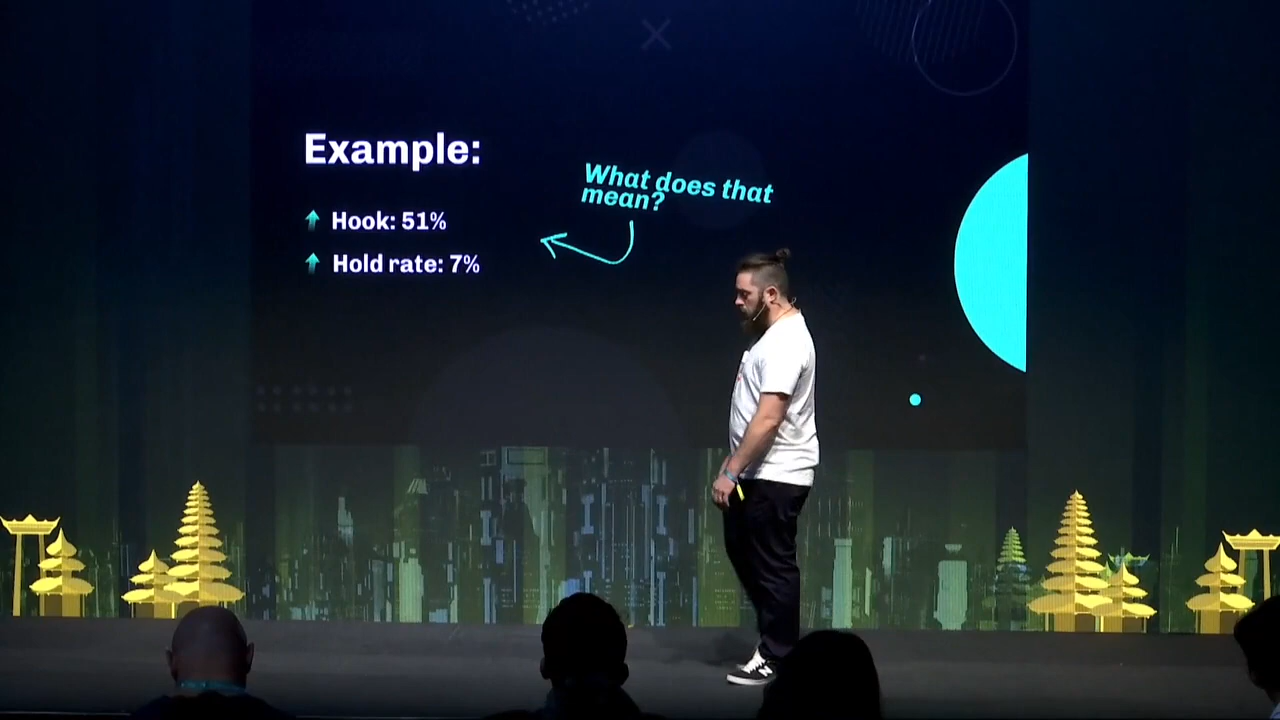 Example:
What does that
mean?
Hook: 51%
Hold rate: 7%